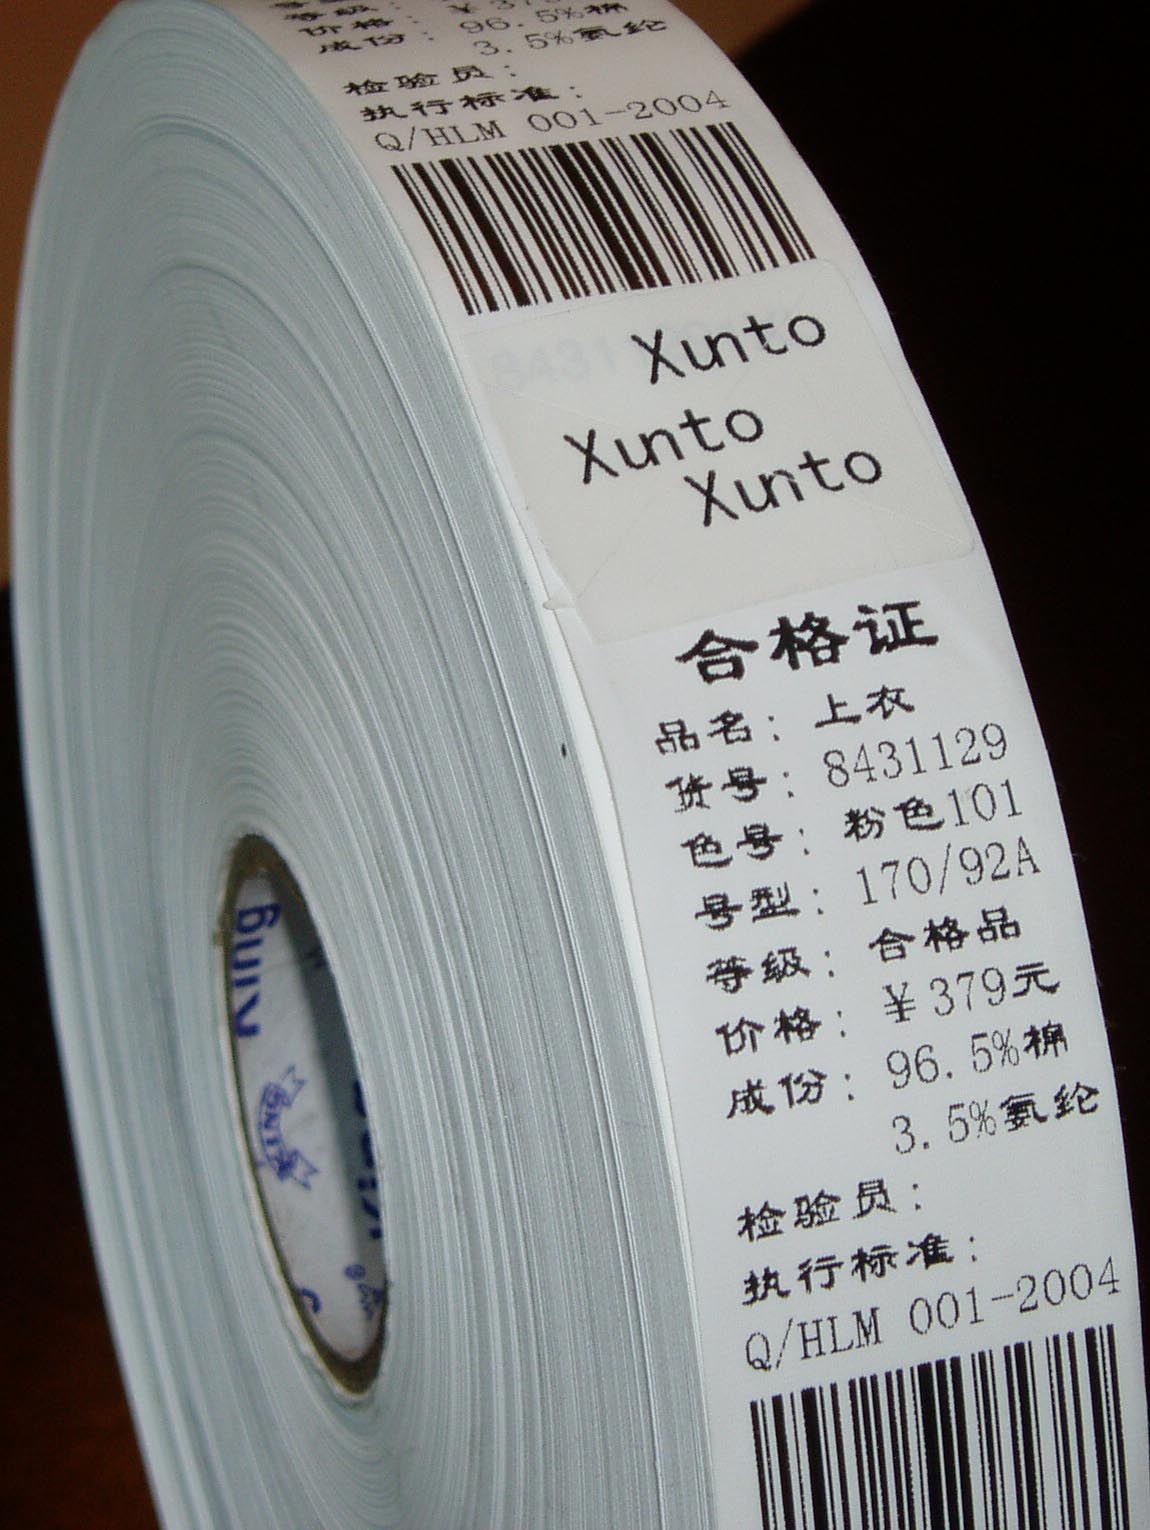 等级：
价格：¥ 379
成份：96.5%棉
3.5%氨纶
检验员：
执行标准：
Q/HLM 001-2004
Xunto
Xunto
Xunto
合格证
品名：上衣
货号：8431129
色号：粉色101
号型：170/92A
等级：合格品
价格：¥379元
成份：96.5%棉
3.5%氨纶
检验员：
执行标准：
Q/HLM 001-2004